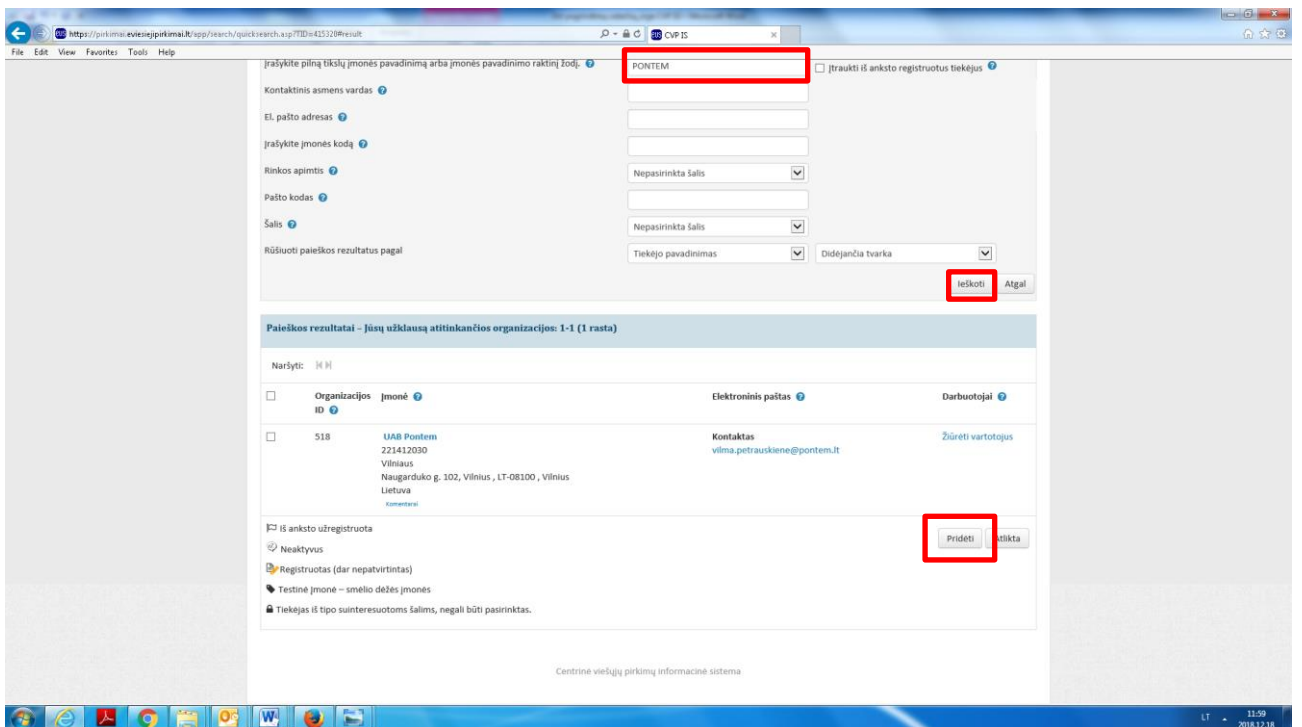 https://pirkimai.eviesiejipirkimai.lt/app/search/quicksearch.asp?TID=415320#result
CVP IS
File Edit View Favorites Tools Help
Įrašykite pilną tikslų įmonės pavadinimą arba įmonės pavadinimo raktinį žodį.
PONTEM
Įtraukti iš anksto registruotus tiekėjus
Kontaktinis asmens vardas
El. pašto adresas
Įrašykite įmonės kodą
Rinkos apimtis
Nepasirinkta šalis
Pašto kodas
Šalis
Nepasirinkta šalis
Rūšiuoti paieškos rezultatus pagal
Tiekėjo pavadinimas
Didėjančia tvarka
Ieškoti Atgal
Paieškos rezultatai – Jūsų užklausą atitinkančios organizacijos: 1-1 (1 rasta)
Naršyti:
Organizacijos ID Įmonė Elektroninis paštas Darbuotojai
518 UAB Pontem Kontaktas Žiūrėti vartotojus
221412030 vilma.petrauskiene@pontem.lt
Vilniaus
Naugarduko g. 102, Vilnius , LT-08100 , Vilnius
Lietuva
Komentarai
Iš anksto užregistruota
Pridėti Atlikta
Neaktyvus
Registruotas (dar nepatvirtintas)
Testinė Įmonė – smėlio dėžės įmonės
Tiekėjas iš tipo suinteresuotoms šalims, negali būti pasirinktas.
Centrinė viešųjų pirkimų informacinė sistema
LT 11:59
2018.12.18